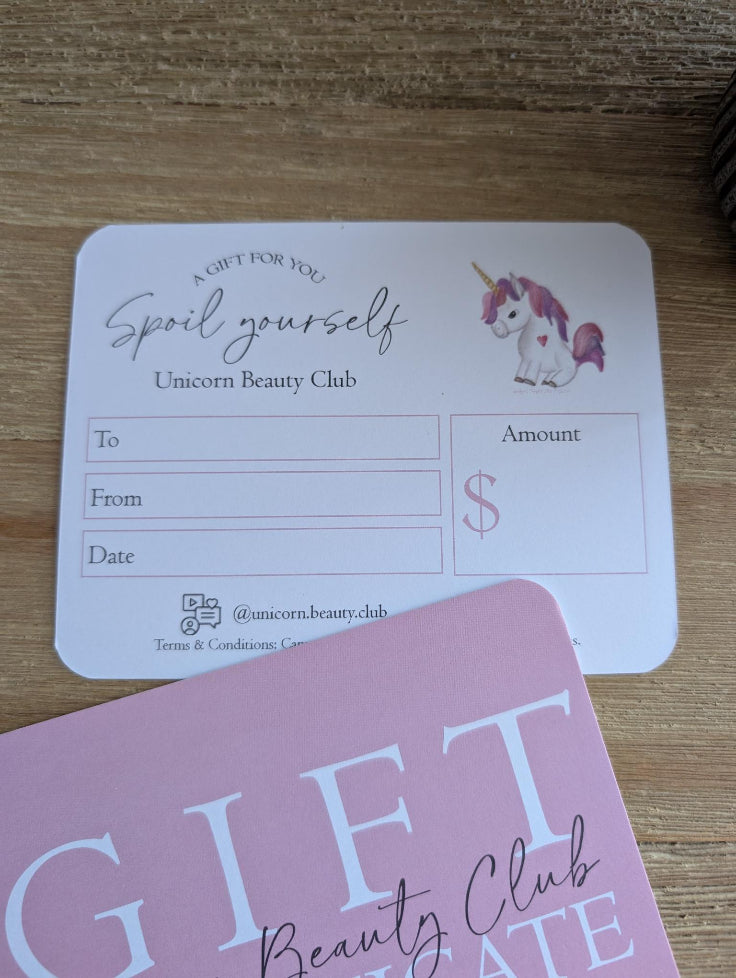 A GIFT FOR YOU
Spoil yourself
Unicorn Beauty Club
To
From
Date
Amount
$
@unicorn.beauty.club
Terms & Conditions:
GIFT
Beauty Club